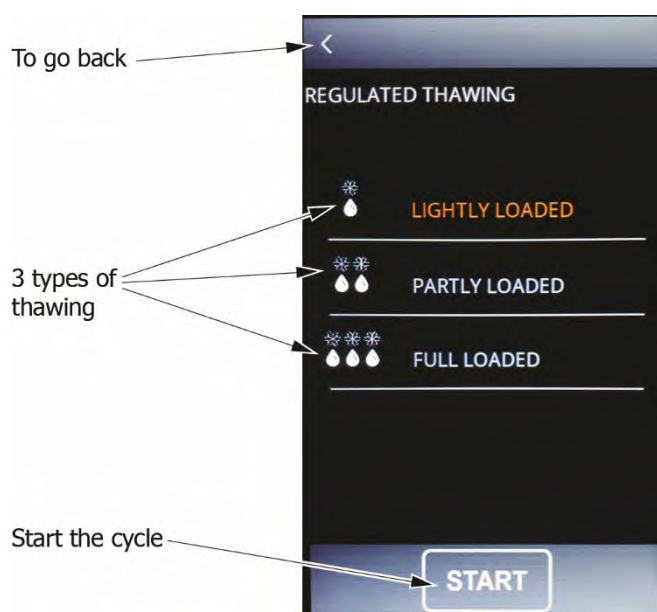 To go back
<
REGULATED THAWING
LIGHTLY LOADED
3 types of
thawing
PARTLY LOADED
FULL LOADED
Start the cycle
START